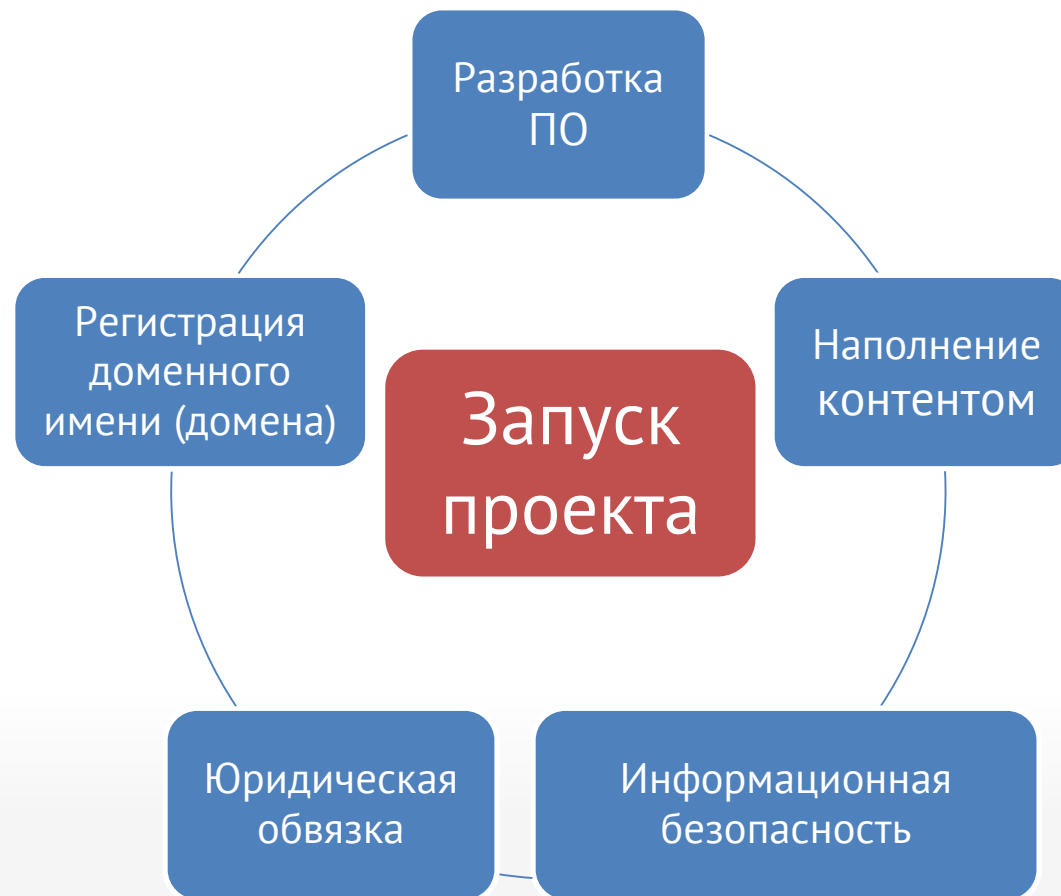 Разработка
ПО
Регистрация
доменного
имени (домена)
Наполнение
контентом
Запуск
проекта
Юридическая
обвязка
Информационная
безопасность